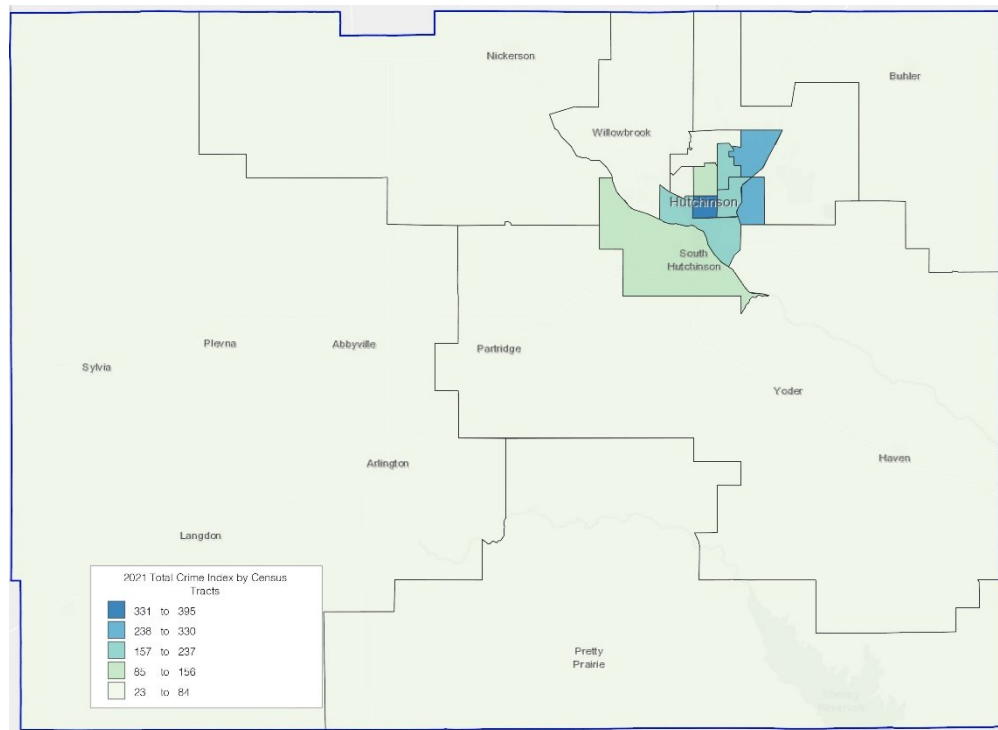 Nickerson
Buhler
Willowbrook
Hutchinson
South
Hutchinson
Plevna
Abbyville
Partridge
Sylvia
Yoder
Arlington
Haven
Langdon
2021 Total Crime Index by Census
Tracts
331 to 395
238 to 330
157 to 237
85 to 156
23 to 84
Pretty
Prairie
Reservoir